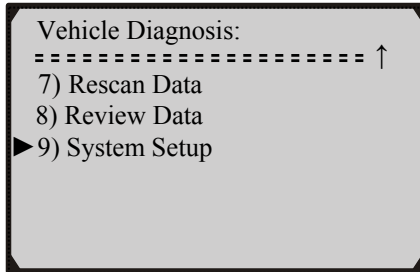 Vehicle Diagnosis:
===================== ↑
7) Rescan Data
8) Review Data
►9) System Setup